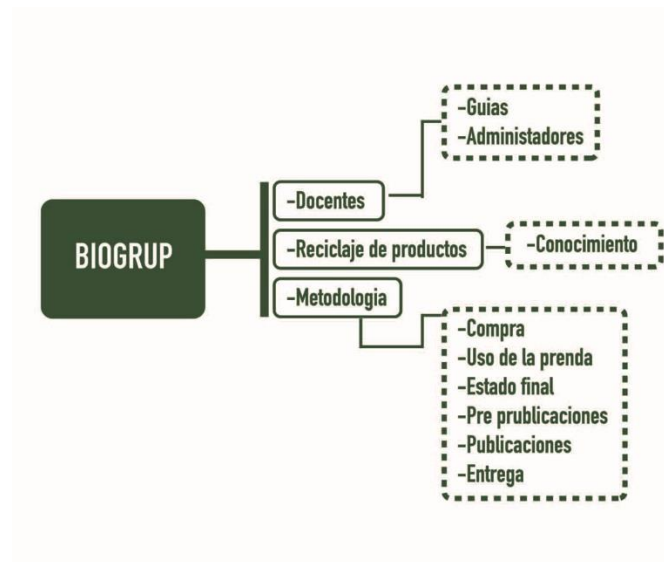 BIOGRUP
-Docentes
-Guias
-Administadores
-Reciclaje de productos
-Conocimiento
-Metodologia
-Compra
-Uso de la prenda
-Estado final
-Pre prublicaciones
-Publicaciones
-Entrega